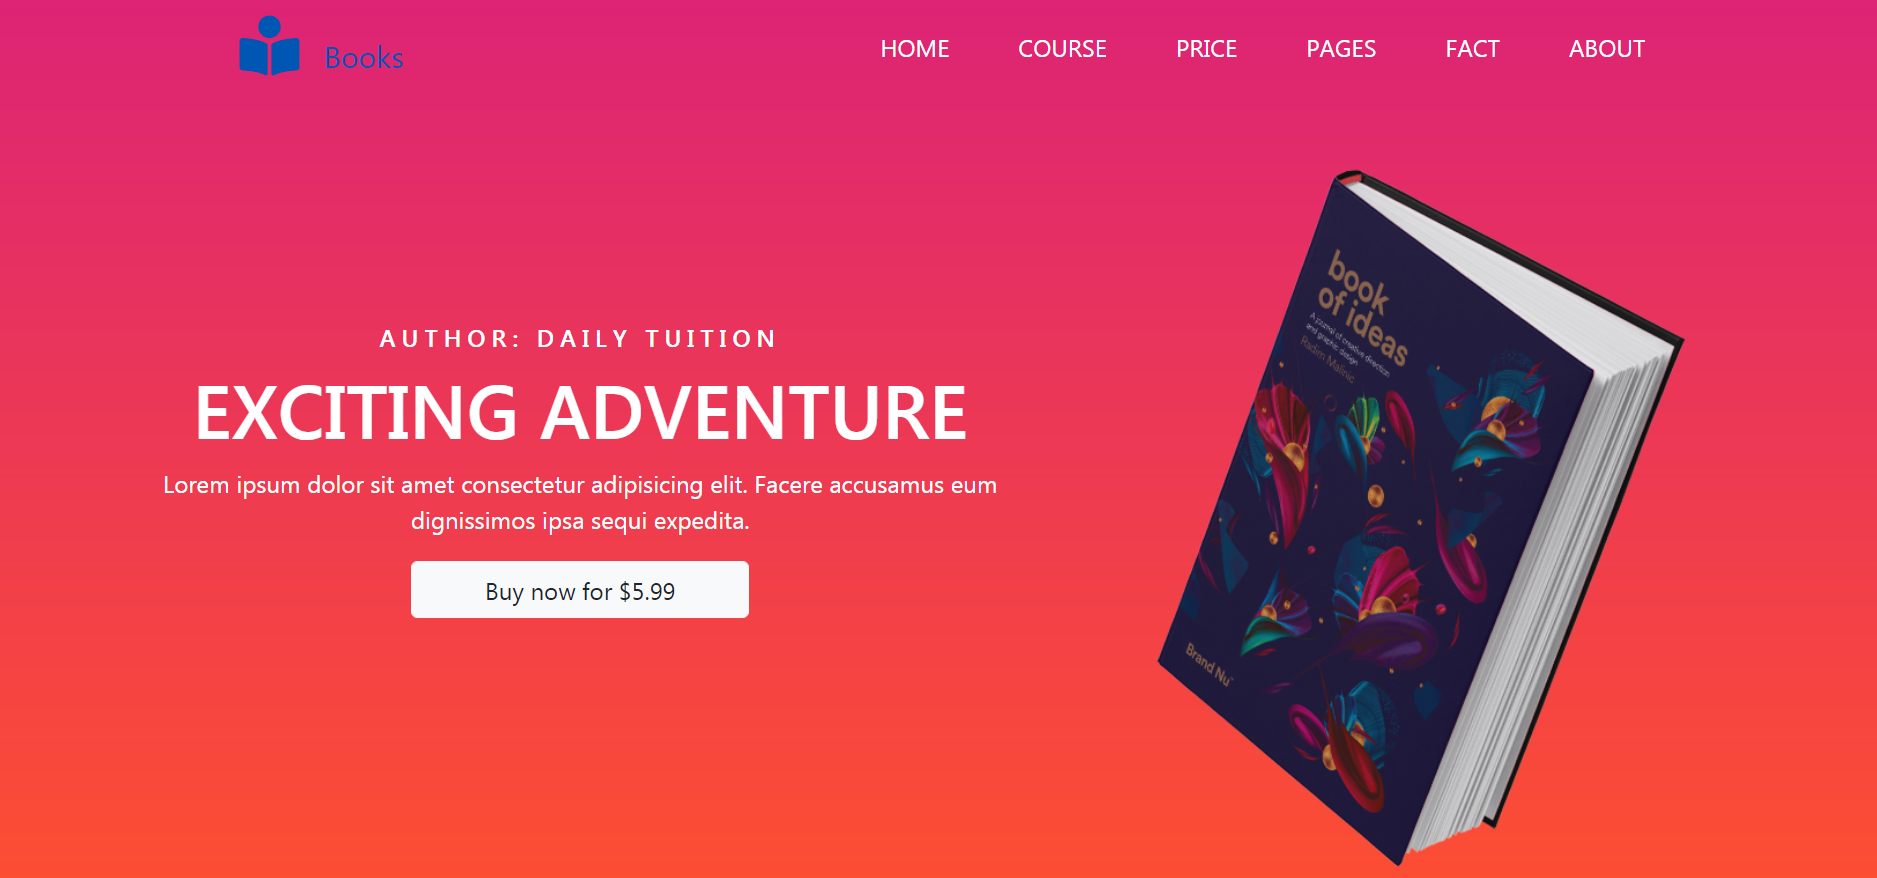 Books
HOME COURSE PRICE PAGES FACT ABOUT
AUTHOR: DAILY TUITION
EXCITING ADVENTURE
Lorem ipsum dolor sit amet consectetur adipisicing elit. Facere accusamus eum
dignissimos ipsa sequi expedita.
Buy now for $5.99
book
of ideas
A journal of creative direction
and graphic design
Radim Malinic
Brand Nu™